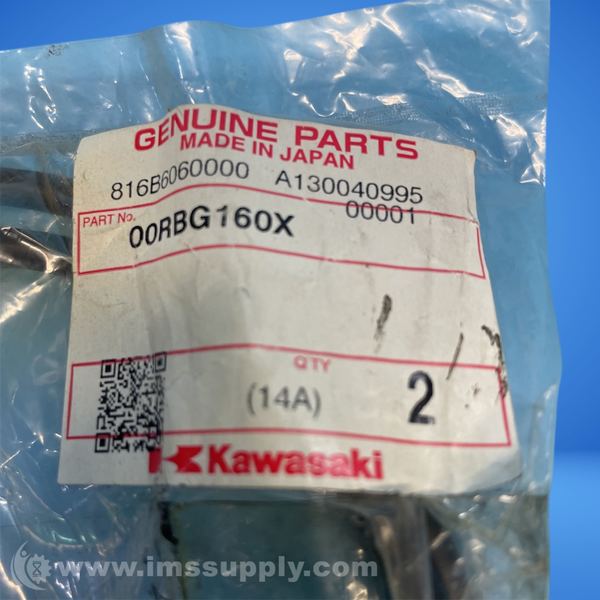 GENUINE PARTS
MADE IN JAPAN
816B6060000 A130040995
00001
PART No.
00RBG160X
QTY
(14A) 2
Kawasaki
www.imssupply.com